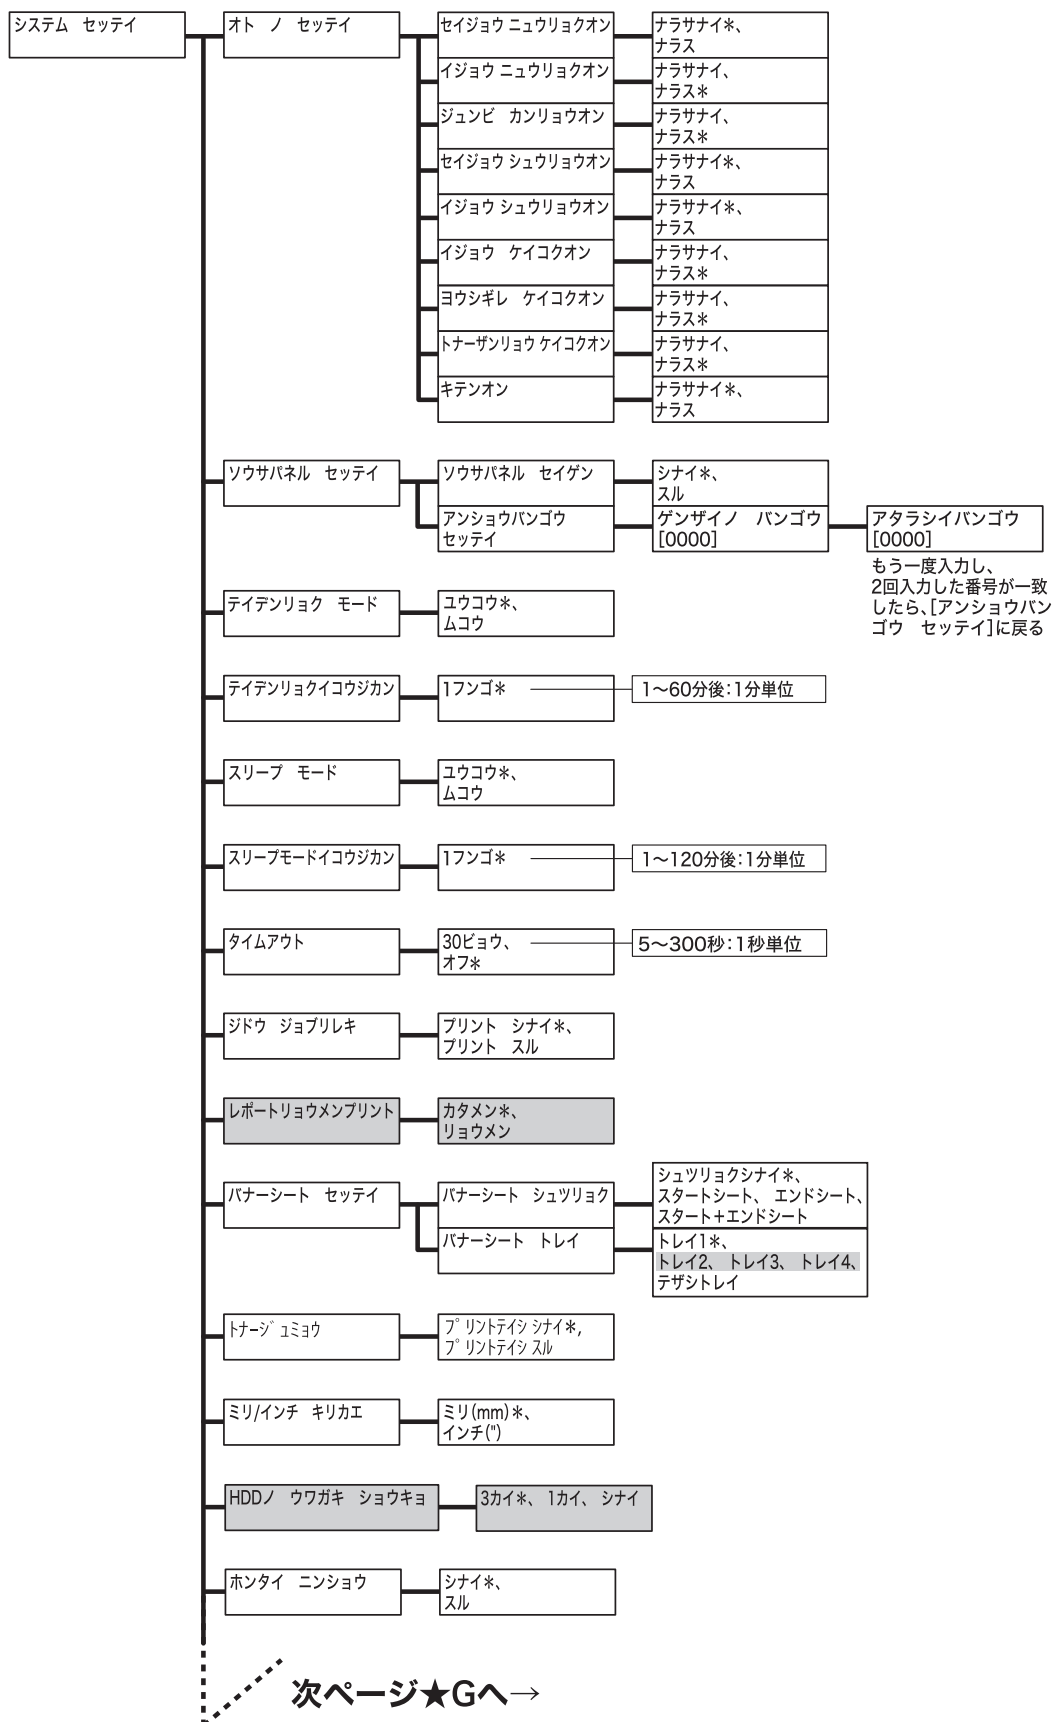 システム　セッテイ
オト　ノ　セッテイ
セイジョウ ニュウリョクオン
ナラサナイ＊、
ナラス
イジョウ ニュウリョクオン
ナラサナイ、
ナラス＊
ジュンビ　カンリョウオン
ナラサナイ、
ナラス＊
セイジョウ シュウリョウオン
ナラサナイ＊、
ナラス
イジョウ シュウリョウオン
ナラサナイ＊、
ナラス
イジョウ　ケイコクオン
ナラサナイ、
ナラス＊
ヨウシギレ　ケイコクオン
ナラサナイ、
ナラス＊
トナーザンリョウ ケイコクオン
ナラサナイ、
ナラス＊
キテンオン
ナラサナイ＊、
ナラス
ソウサパネル　セッテイ
ソウサパネル　セイゲン
シナイ＊、
スル
アンショウバンゴウ
セッテイ
ゲンザイノ　バンゴウ
[0000]
アタラシイバンゴウ
[0000]
もう一度入力し、
2回入力した番号が一致
したら、[アンショウバン
ゴウ　セッテイ]に戻る
テイデンリョク　モード
ユウコウ＊、
ムコウ
テイデンリョクイコウジカン
1フンゴ＊
1～60分後：1分単位
スリープ　モード
ユウコウ＊、
ムコウ
スリープモードイコウジカン
1フンゴ＊
1～120分後：1分単位
タイムアウト
30ビョウ、
オフ＊
5～300秒：1秒単位
ジドウ　ジョブリレキ
プリント　シナイ＊、
プリント　スル
レポートリョウメンプリント
カタメン＊、
リョウメン
バナーシート　セッテイ
バナーシート　シュツリョク
シュツリョクシナイ＊、
スタートシート、 エンドシート、
スタート＋エンドシート
バナーシート　トレイ
トレイ1＊、
トレイ2、 トレイ3、 トレイ4、
テザシトレイ
トナージュミョウ
プリントテイシ シナイ＊,
プリントテイシ スル
ミリ/インチ　キリカエ
ミリ(mm)＊、
インチ(")
HDDノ　ウワガキ　ショウキョ
3カイ＊、 1カイ、 シナイ
ホンタイ　ニンショウ
シナイ＊、
スル
次ページ★Gへ→